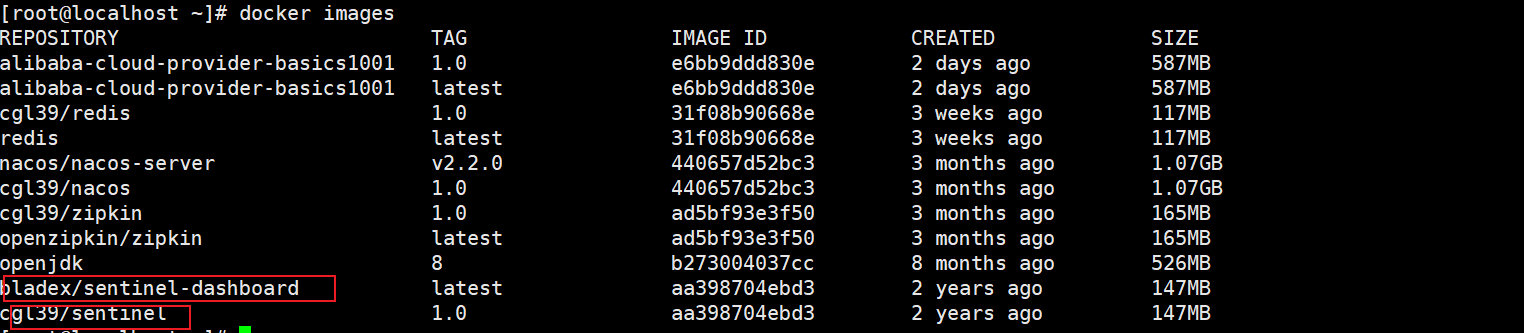 [root@localhost ~]# docker images
REPOSITORY TAG IMAGE ID CREATED SIZE
alibaba-cloud-provider-basics1001 1.0 e6bb9ddd830e 2 days ago 587MB
alibaba-cloud-provider-basics1001 latest e6bb9ddd830e 2 days ago 587MB
cgl39/redis 1.0 31f08b90668e 3 weeks ago 117MB
redis latest 31f08b90668e 3 weeks ago 117MB
nacos/nacos-server v2.2.0 440657d52bc3 3 months ago 1.07GB
cgl39/nacos 1.0 440657d52bc3 3 months ago 1.07GB
cgl39/zipkin 1.0 ad5bf93e3f50 3 months ago 165MB
openzipkin/zipkin latest ad5bf93e3f50 3 months ago 165MB
openjdk 8 b273004037cc 8 months ago 526MB
bladex/sentinel-dashboard latest aa398704ebd3 2 years ago 147MB
cgl39/sentinel 1.0 aa398704ebd3 2 years ago 147MB